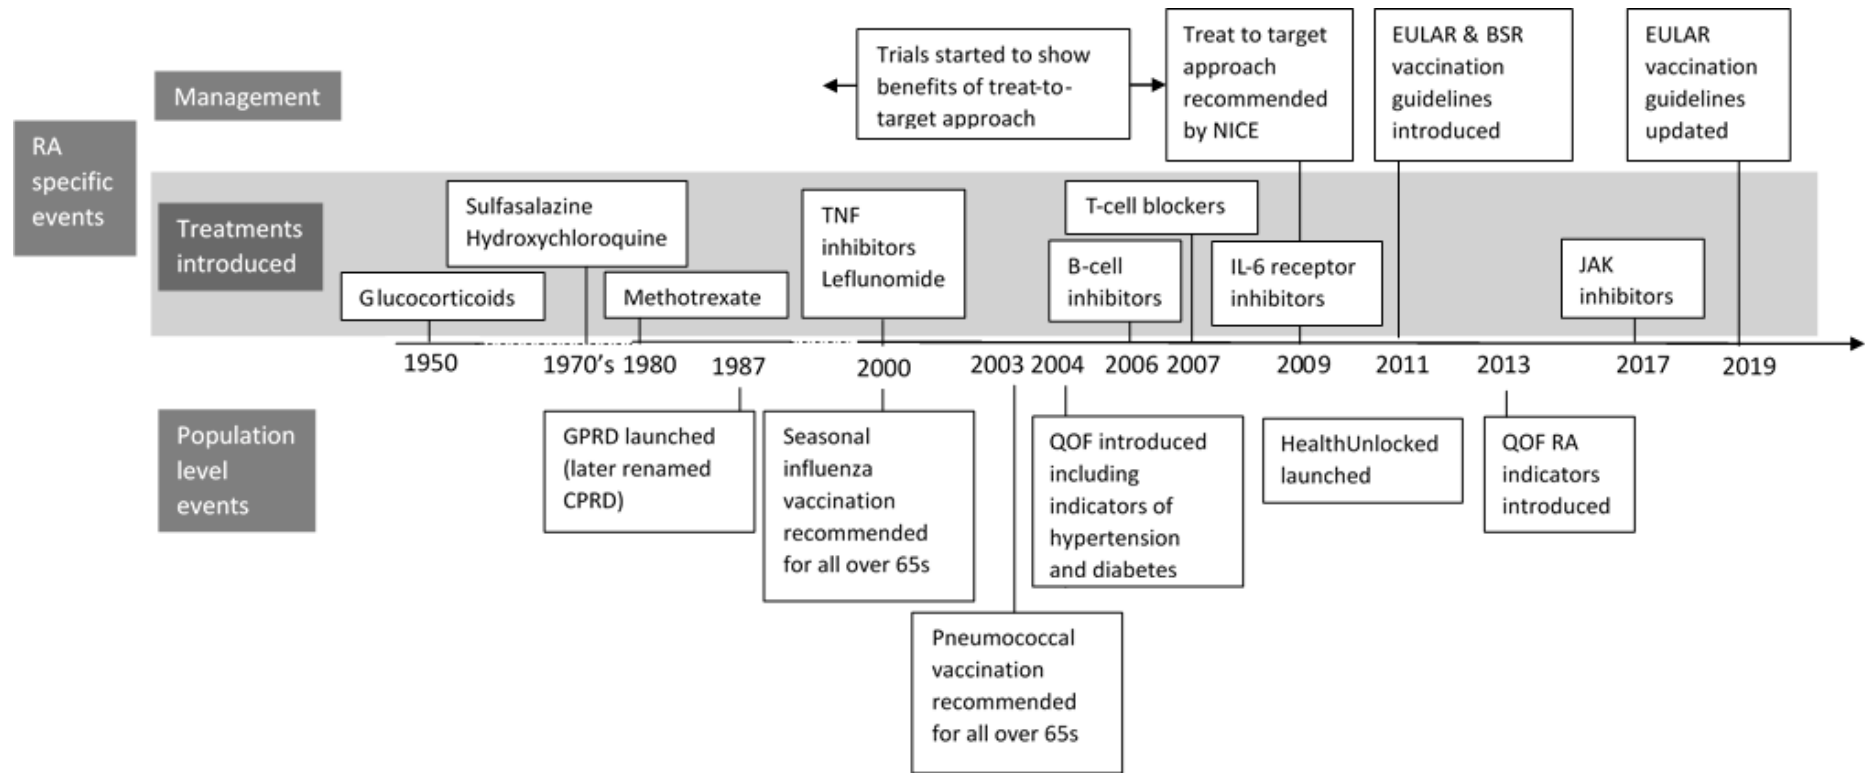 Management
Trials started to show
benefits of treat-to-
target approach
Treat to target
approach
recommended
by NICE
EULAR & BSR
vaccination
guidelines
introduced
EULAR
vaccination
guidelines
updated
RA
specific
events
Treatments
introduced
Glucocorticoids
Sulfasalazine
Hydroxychloroquine
Methotrexate
TNF
inhibitors
Leflunomide
T-cell blockers
B-cell
inhibitors
IL-6 receptor
inhibitors
JAK
inhibitors
1950 1970's 1980 1987 2000 2003 2004 2006 2007 2009 2011 2013 2017 2019
Population
level
events
GPRD launched
(later renamed
CPRD)
Seasonal
influenza
vaccination
recommended
for all over 65s
Pneumococcal
vaccination
recommended
for all over 65s
QOF introduced
including
indicators of
hypertension
and diabetes
HealthUnlocked
launched
QOF RA
indicators
introduced